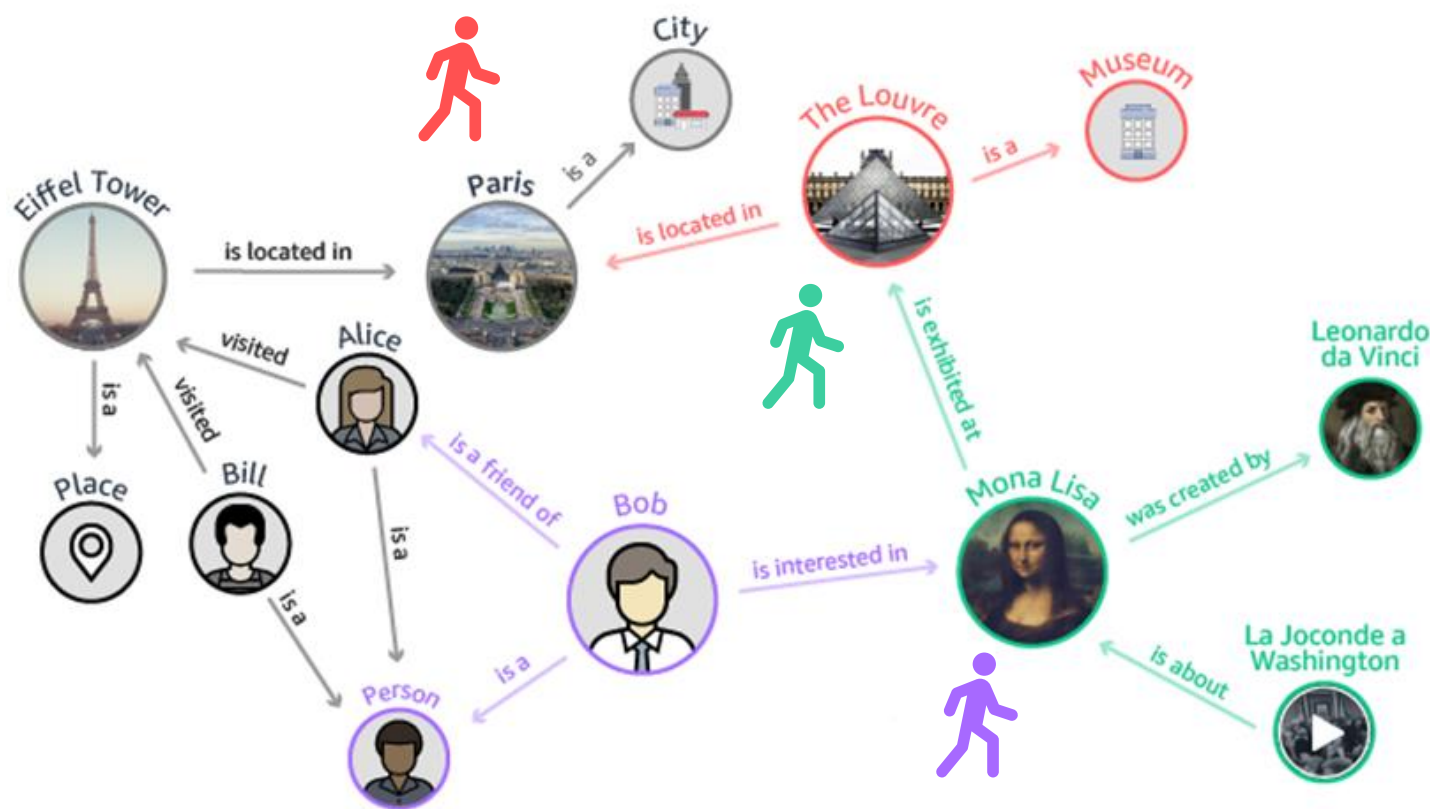 City
Museum
The Louvre
is a
is a
Eiffel Tower
Paris
is located in
is located in
Alice
visited
is exhibited at
Leonardo
da Vinci
is a
visited
is a friend of
Bill
Place
Bob
Mona Lisa
was created by
is a
is interested in
is a
La Joconde a
Washington
is about
is a
Person